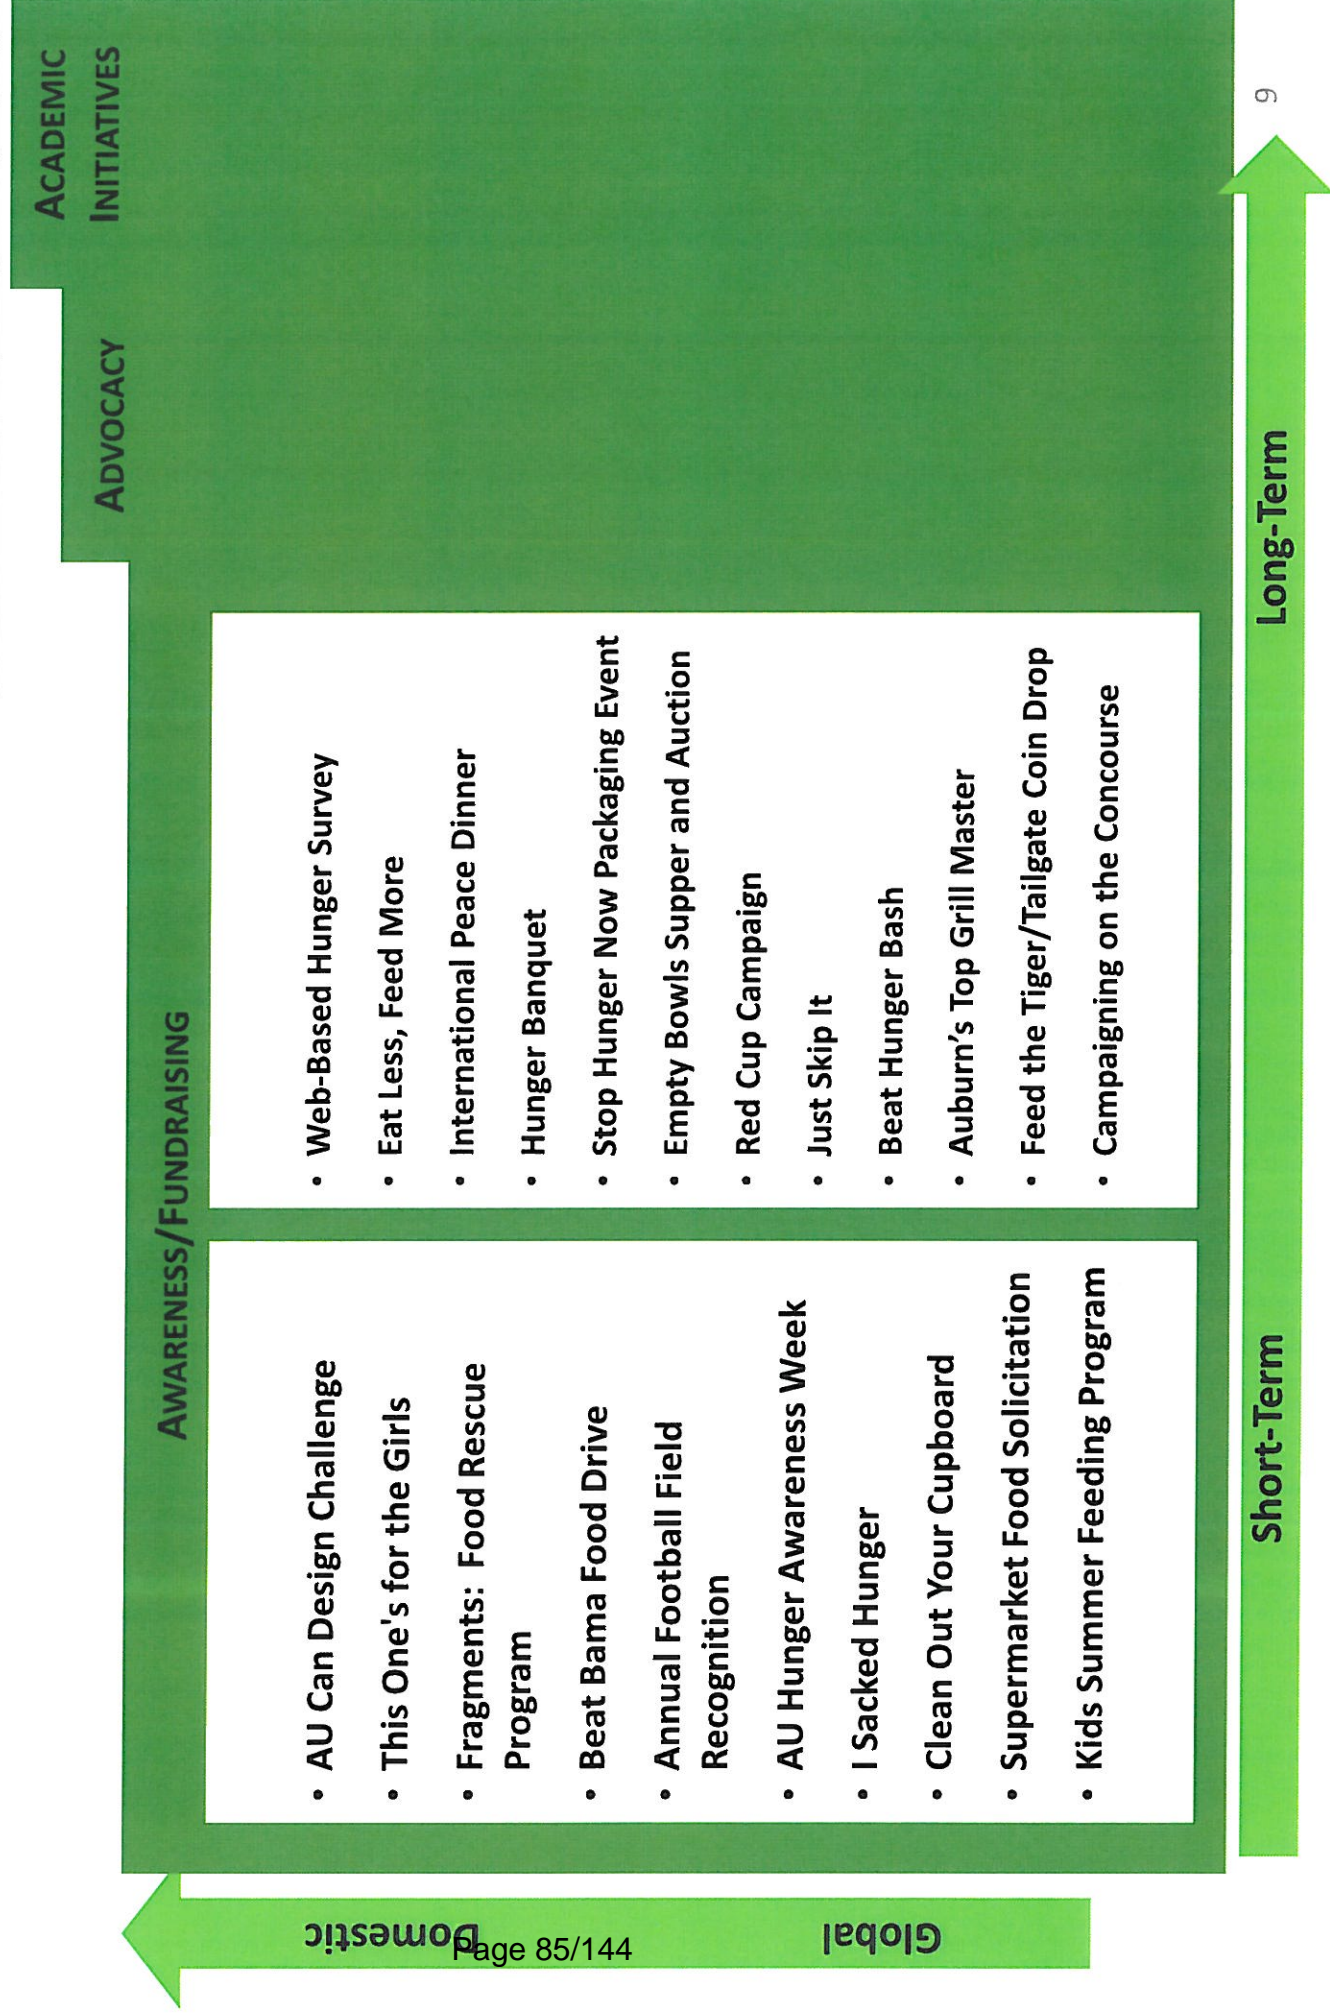 ACADEMIC
INITIATIVES
ADVOCACY
AWARENESS/FUNDRAISING
• AU Can Design Challenge
• This One's for the Girls
• Fragments:  Food Rescue
Program
• Beat Bama Food Drive
• Annual Football Field
Recognition
• AU Hunger Awareness Week
• I Sacked Hunger
• Clean Out Your Cupboard
• Supermarket Food Solicitation
• Kids Summer Feeding Program
• Web-Based Hunger Survey
• Eat Less, Feed More
• International Peace Dinner
• Hunger Banquet
• Stop Hunger Now Packaging Event
• Empty Bowls Supper and Auction
• Red Cup Campaign
• Just Skip It
• Beat Hunger Bash
• Auburn’s Top Grill Master
• Feed the Tiger/Tailgate Coin Drop
• Campaigning on the Concourse
Domestic
Global
Short-Term
Long-Term
9
Page 85/144